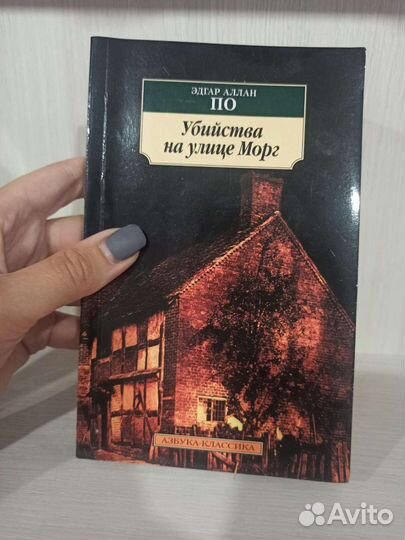 ЭДГАР АЛЛАН
ПО
Убийства
на улице Морг
АЗБУКА-КЛАССИКА
Avito